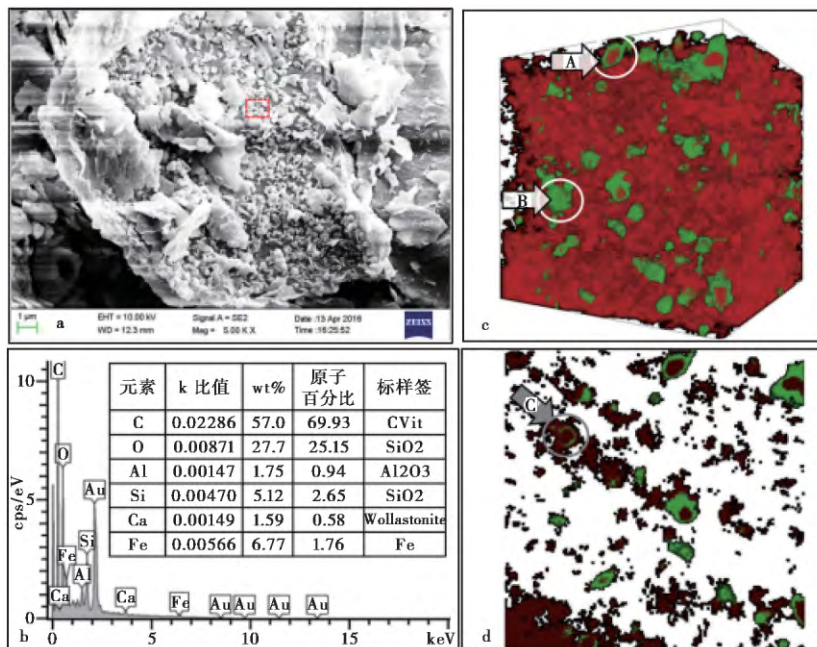 1 μm
a
EHT = 10.00 kV
WD = 12.3 mm
Signal A = SE2
Mag = 5.00 K X
Date :13 Apr 2016
Time :16:25:52
ZEISS
A
B
c
cps/eV
10
5
0
C
O
Au
Si
Fe
Al
Ca
Ca
Fe
Au
Au
Au
Au
0
5
10
15
keV
b
元素 k 比值 wt% 原子百分比 标样签
C 0.02286 57.0 69.93 CVit
O 0.00871 27.7 25.15 SiO2
Al 0.00147 1.75 0.94 Al2O3
Si 0.00470 5.12 2.65 SiO2
Ca 0.00149 1.59 0.58 Wollastonite
Fe 0.00566 6.77 1.76 Fe
C
d